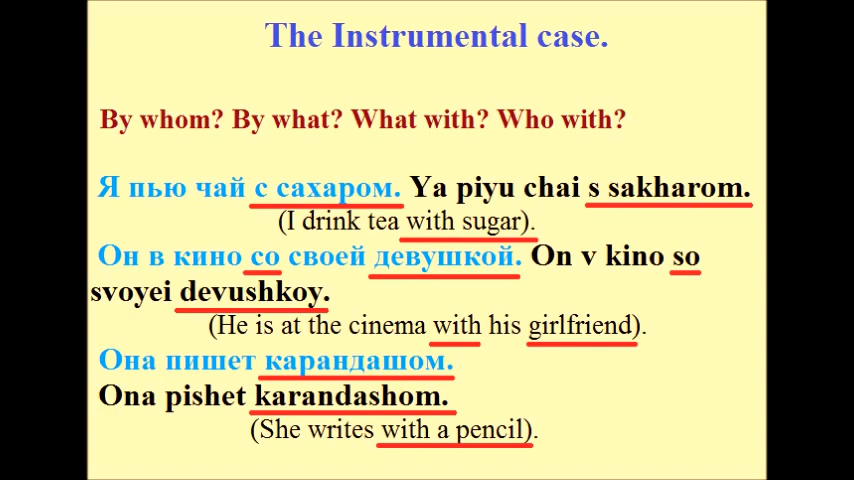 The Instrumental case.
By whom? By what? What with? Who with?
Я пью чай с сахаром. Ya piyu chai s sakharom.
(I drink tea with sugar).
Он в кино со своей девушкой. On v kino so
svoyei devushkoy.
(He is at the cinema with his girlfriend).
Она пишет карандашом.
Ona pishet karandashom.
(She writes with a pencil).